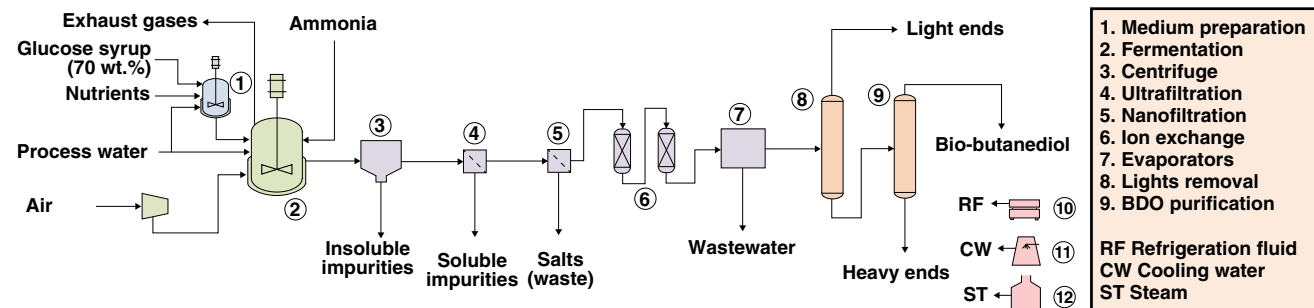 Exhaust gases
Ammonia
Glucose syrup
(70 wt.%)
1
Nutrients
Process water
Air
2
3
4
5
6
7
8
9
Insoluble
impurities
Soluble
impurities
Salts
(waste)
Wastewater
Light ends
Bio-butanediol
Heavy ends
RF
10
CW
11
ST
12
1. Medium preparation
2. Fermentation
3. Centrifuge
4. Ultrafiltration
5. Nanofiltration
6. Ion exchange
7. Evaporators
8. Lights removal
9. BDO purification
RF Refrigeration fluid
CW Cooling water
ST Steam